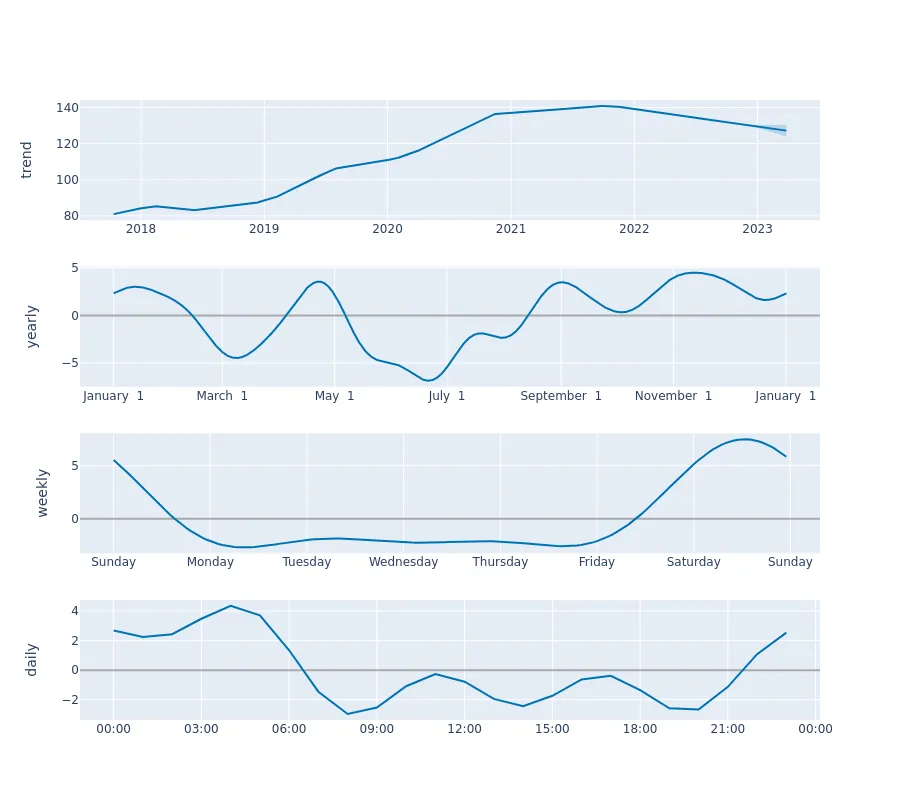 trend
140
120
100
80
2018 2019 2020 2021 2022 2023
yearly
5
0
−5
January 1 March 1 May 1 July 1 September 1 November 1 January 1
weekly
5
0
Sunday Monday Tuesday Wednesday Thursday Friday Saturday Sunday
daily
4
2
0
−2
00:00 03:00 06:00 09:00 12:00 15:00 18:00 21:00 00:00